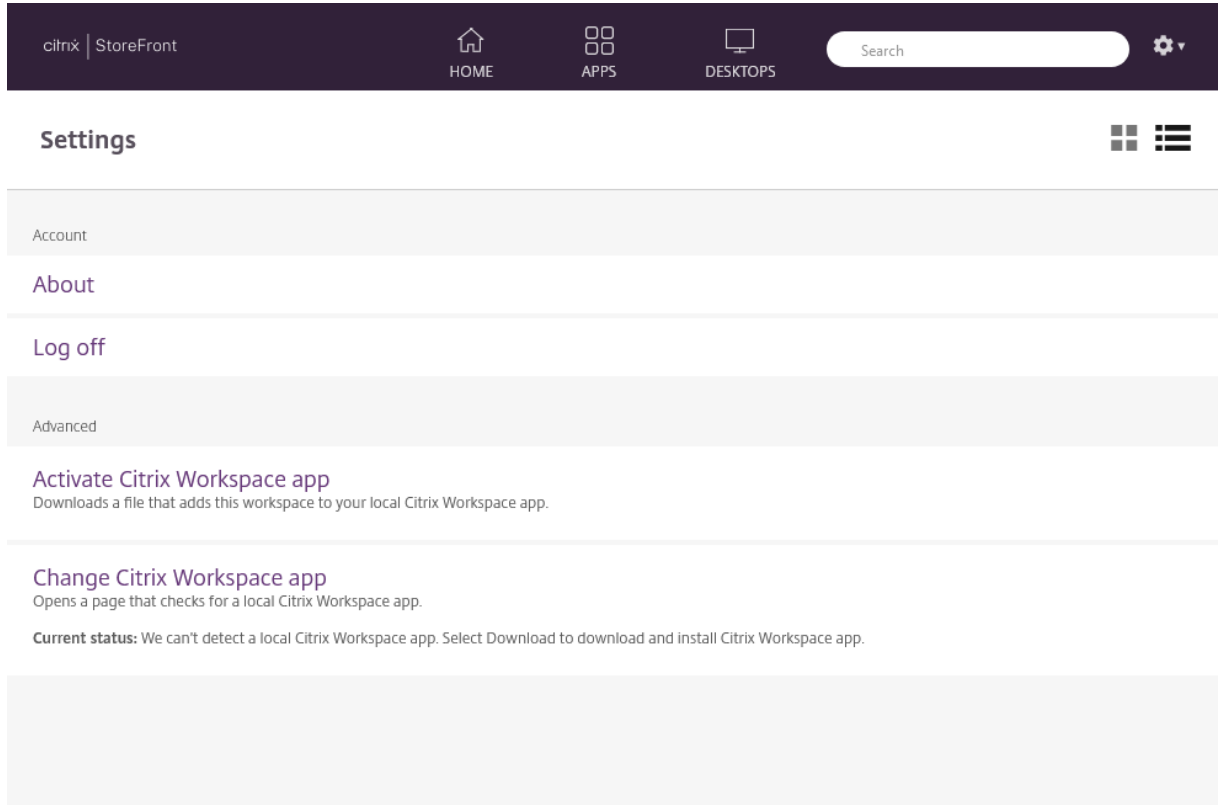 citrix | StoreFront
HOME
APPS
DESKTOPS
Search
Settings
Account
About
Log off
Advanced
Activate Citrix Workspace app
Downloads a file that adds this workspace to your local Citrix Workspace app.
Change Citrix Workspace app
Opens a page that checks for a local Citrix Workspace app.
Current status: We can't detect a local Citrix Workspace app. Select Download to download and install Citrix Workspace app.